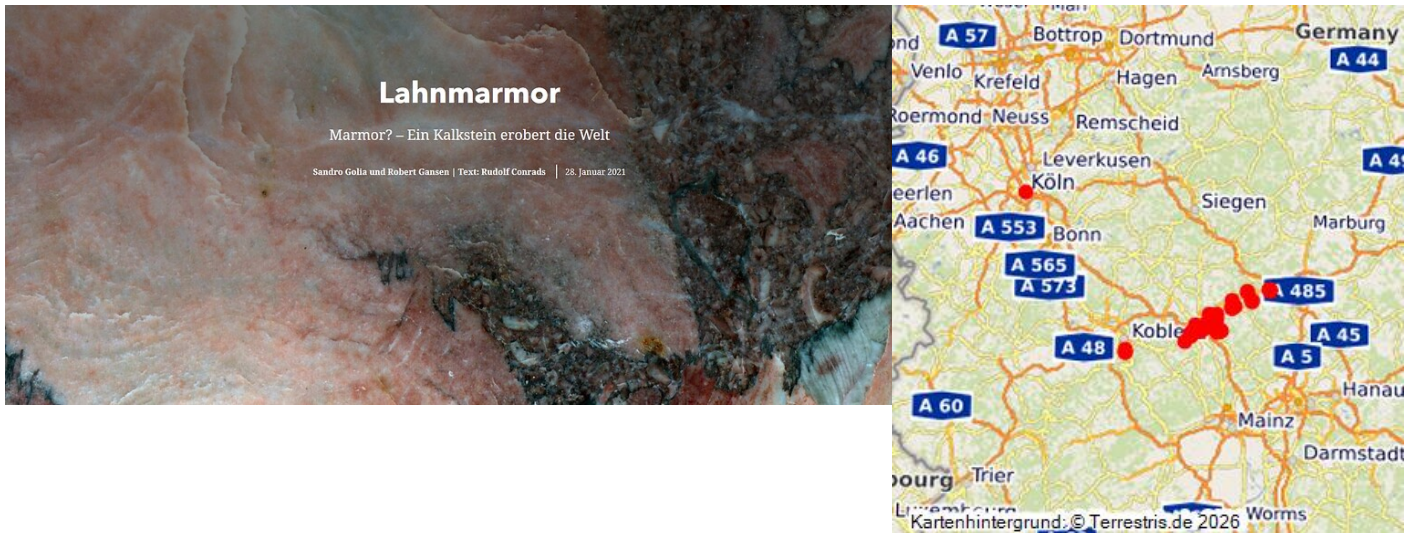 Lahnmarmor
Marmor? – Ein Kalkstein erobert die Welt
Sandro Golia und Robert Gansen | Text: Rudolf Conrads | 28. Januar 2021
Germany
A 57
Bottrop
Dortmund
A 44
Venlo
Krefeld
Hagen
Arnsberg
Roermond
Neuss
Remscheid
A 46
Leverkusen
Köln
eerlen
Siegen
Aachen
A 553
Bonn
Marburg
A 565
A 573
A 485
Koble
A 48
A 45
A 5
Hanau
A 60
Mainz
Darmstadt
Trier
bourg
Worms
Kartenhintergrund: © Terrestris.de 2026